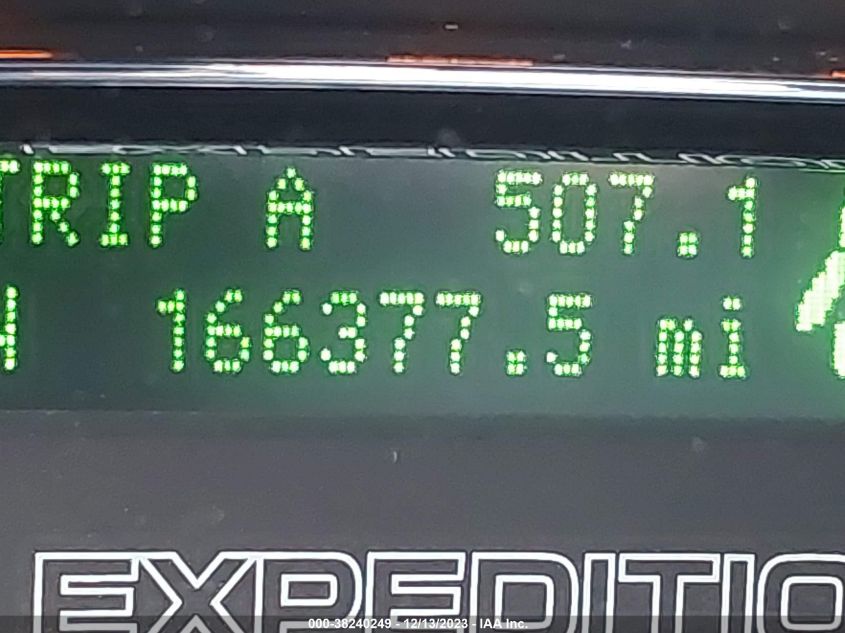 TRIP A 507.1
166377.5 mi
EXPEDITIO
000-38240249 - 12/13/2023 - IAA Inc.